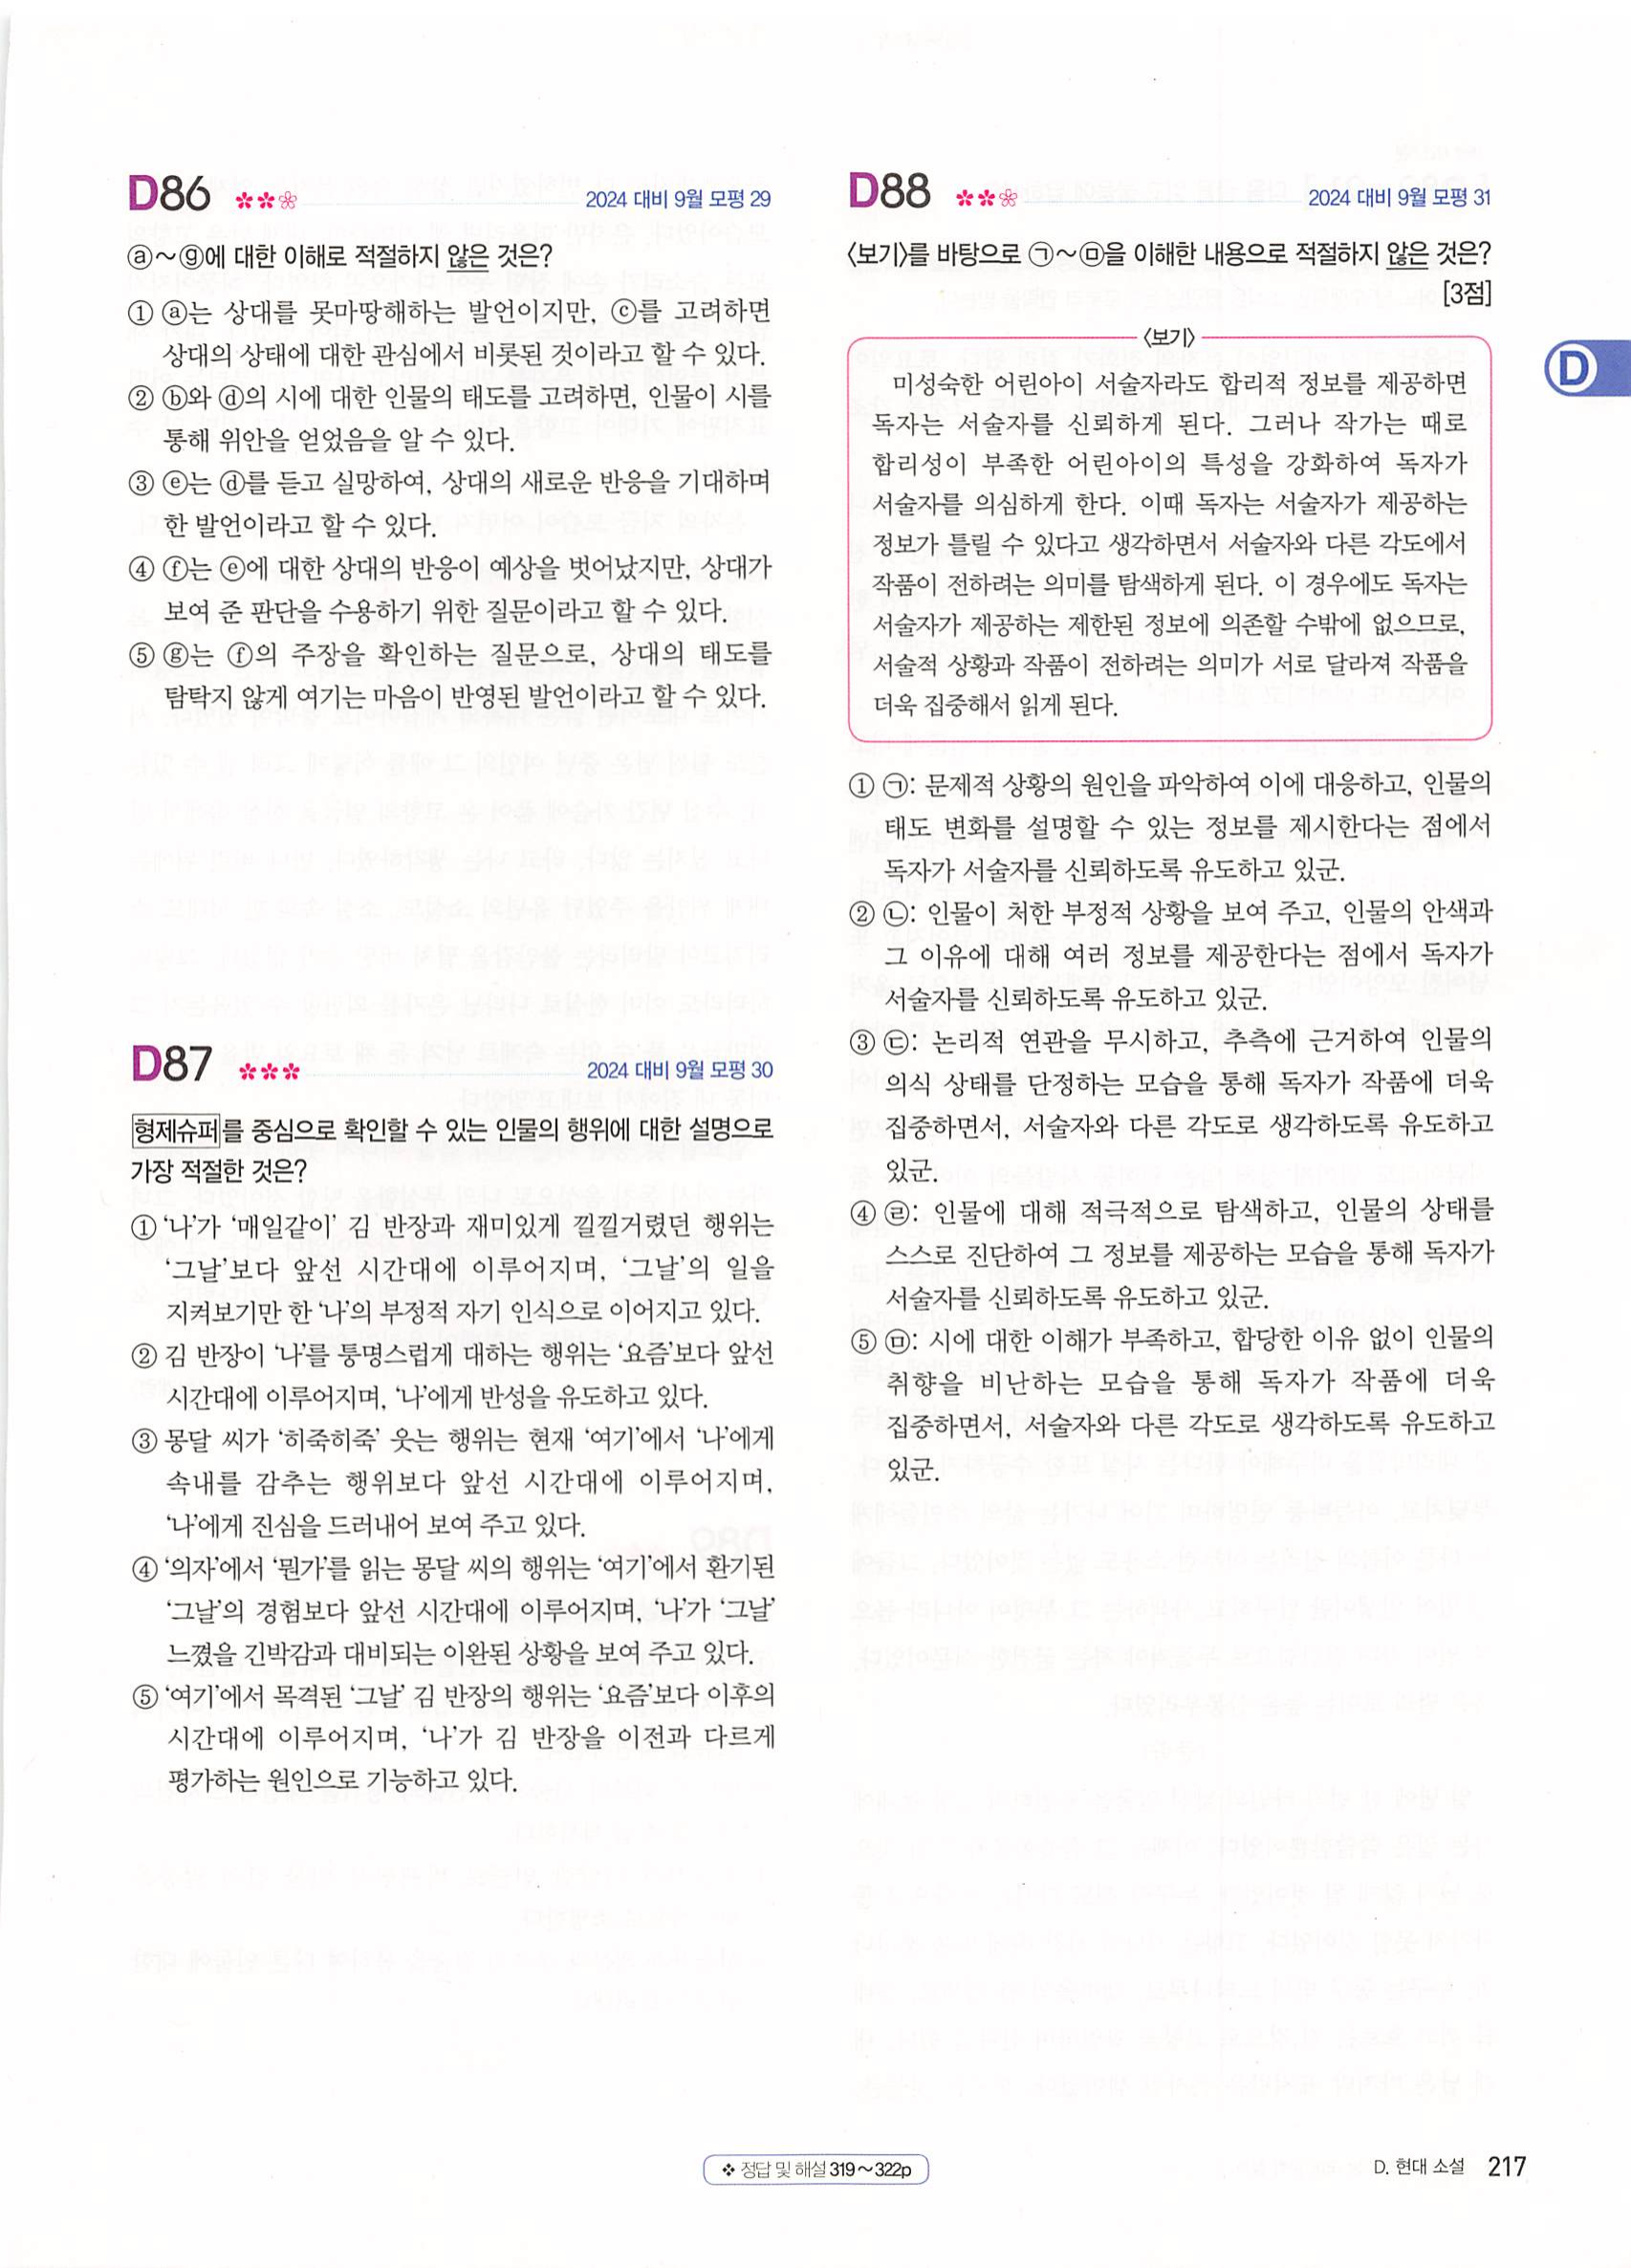 D86 2024 대비 9월 모평 29
ⓐ~ⓖ에 대한 이해로 적절하지 않은 것은?
① ⓐ는 상대를 못마땅해하는 발언이지만, ⓒ를 고려하면
상대의 상태에 대한 관심에서 비롯된 것이라고 할 수 있다.
② ⓑ와 ⓓ의 시에 대한 인물의 태도를 고려하면, 인물이 시를
통해 위안을 얻었음을 알 수 있다.
③ ⓔ는 ⓓ를 듣고 실망하여, 상대의 새로운 반응을 기대하며
한 발언이라고 할 수 있다.
④ ⓕ는 ⓔ에 대한 상대의 반응이 예상을 벗어났지만, 상대가
보여 준 판단을 수용하기 위한 질문이라고 할 수 있다.
⑤ ⓖ는 ⓕ의 주장을 확인하는 질문으로, 상대의 태도를
탐탁지 않게 여기는 마음이 반영된 발언이라고 할 수 있다.
D87 2024 대비 9월 모평 30
형제슈퍼를 중심으로 확인할 수 있는 인물의 행위에 대한 설명으로
가장 적절한 것은?
① ‘나’가 ‘매일같이’ 김 반장과 재미있게 낄낄거렸던 행위는
‘그날’보다 앞선 시간대에 이루어지며, ‘그날’의 일을
지켜보기만 한 ‘나’의 부정적 자기 인식으로 이어지고 있다.
② 김 반장이 ‘나’를 퉁명스럽게 대하는 행위는 ‘요즘’보다 앞선
시간대에 이루어지며, ‘나’에게 반성을 유도하고 있다.
③ 몽달 씨가 ‘히죽히죽’ 웃는 행위는 현재 ‘여기’에서 ‘나’에게
속내를 감추는 행위보다 앞선 시간대에 이루어지며,
‘나’에게 진심을 드러내어 보여 주고 있다.
④ ‘의자’에서 ‘뭔가’를 읽는 몽달 씨의 행위는 ‘여기’에서 환기된
‘그날’의 경험보다 앞선 시간대에 이루어지며, ‘나’가 ‘그날’
느꼈을 긴박감과 대비되는 이완된 상황을 보여 주고 있다.
⑤ ‘여기’에서 목격된 ‘그날’ 김 반장의 행위는 ‘요즘’보다 이후의
시간대에 이루어지며, ‘나’가 김 반장을 이전과 다르게
평가하는 원인으로 기능하고 있다.
D88 2024 대비 9월 모평 31
〈보기〉를 바탕으로 ㉠~㉤을 이해한 내용으로 적절하지 않은 것은?
[3점]
〈보기〉
미성숙한 어린아이 서술자라도 합리적 정보를 제공하면
독자는 서술자를 신뢰하게 된다. 그러나 작가는 때로
합리성이 부족한 어린아이의 특성을 강화하여 독자가
서술자를 의심하게 한다. 이때 독자는 서술자가 제공하는
정보가 틀릴 수 있다고 생각하면서 서술자와 다른 각도에서
작품이 전하려는 의미를 탐색하게 된다. 이 경우에도 독자는
서술자가 제공하는 제한된 정보에 의존할 수밖에 없으므로,
서술적 상황과 작품이 전하려는 의미가 서로 달라져 작품을
더욱 집중해서 읽게 된다.
① ㉠: 문제적 상황의 원인을 파악하여 이에 대응하고, 인물의
태도 변화를 설명할 수 있는 정보를 제시한다는 점에서
독자가 서술자를 신뢰하도록 유도하고 있군.
② ㉡: 인물이 처한 부정적 상황을 보여 주고, 인물의 안색과
그 이유에 대해 여러 정보를 제공한다는 점에서 독자가
서술자를 신뢰하도록 유도하고 있군.
③ ㉢: 논리적 연관을 무시하고, 추측에 근거하여 인물의
의식 상태를 단정하는 모습을 통해 독자가 작품에 더욱
집중하면서, 서술자와 다른 각도로 생각하도록 유도하고
있군.
④ ㉣: 인물에 대해 적극적으로 탐색하고, 인물의 상태를
스스로 진단하여 그 정보를 제공하는 모습을 통해 독자가
서술자를 신뢰하도록 유도하고 있군.
⑤ ㉤: 시에 대한 이해가 부족하고, 합당한 이유 없이 인물의
취향을 비난하는 모습을 통해 독자가 작품에 더욱
집중하면서, 서술자와 다른 각도로 생각하도록 유도하고
있군.
D
❖ 정답 및 해설 319~322p
D. 현대 소설 217